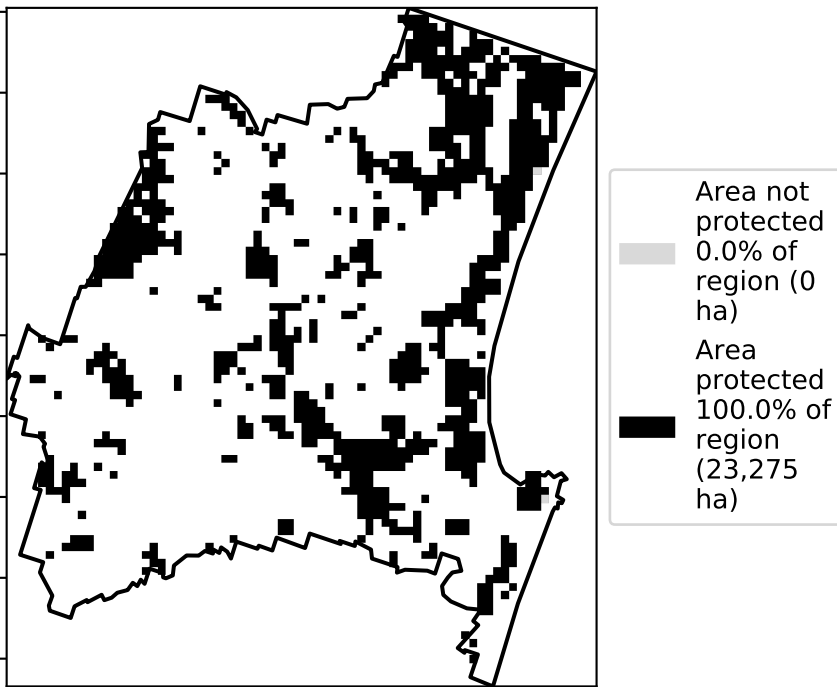 Area not
protected
0.0% of
region (0
ha)
Area
protected
100.0% of
region
(23,275
ha)